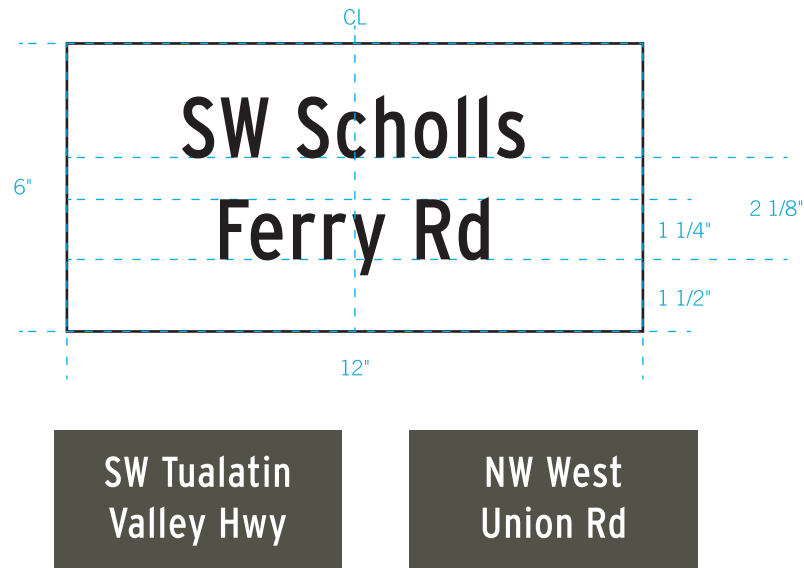 CL
SW Scholls
Ferry Rd
6"
1 1/4"
2 1/8"
1 1/2"
12"
SW Tualatin
Valley Hwy
NW West
Union Rd